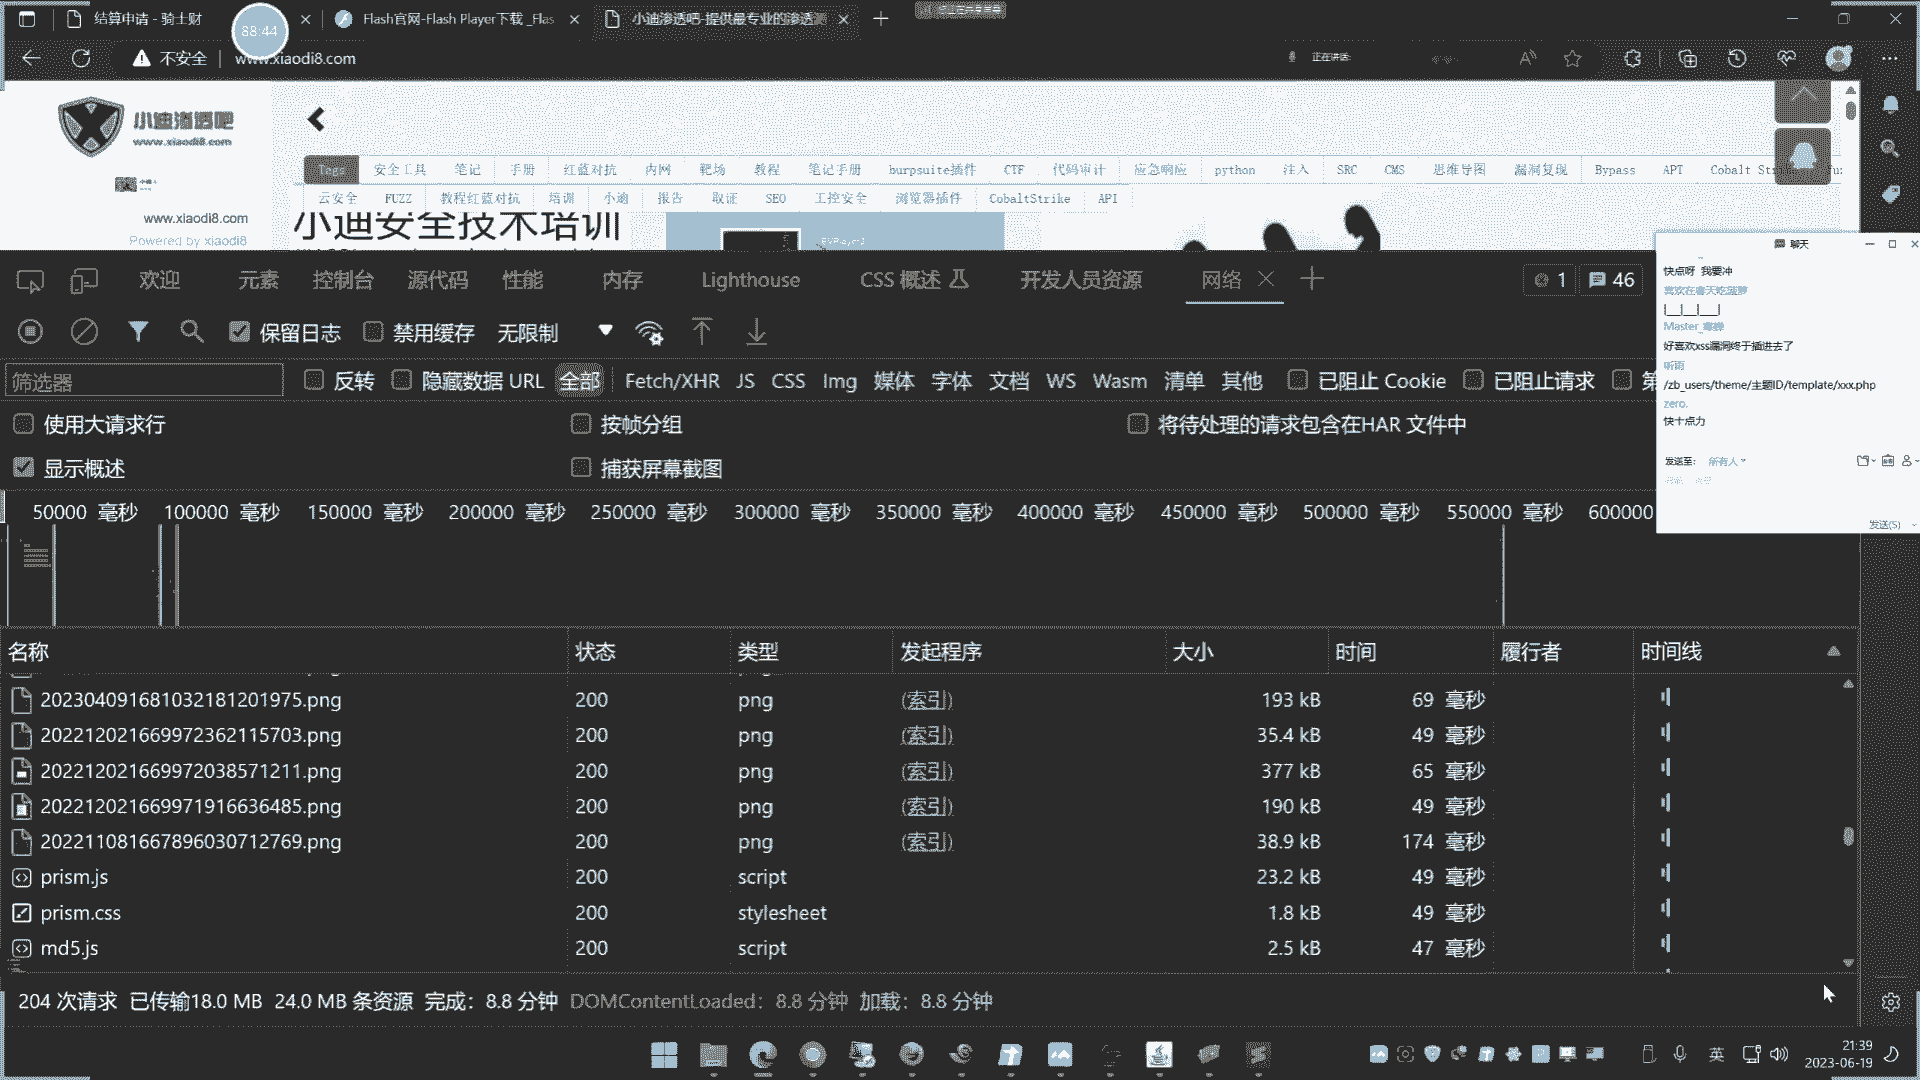 结算申请 - 骑士财
88:44
Flash官网-Flash Player下载 _Flas
小迪渗透吧-提供最专业的渗透测
不安全
www.xiaodi8.com
正在讲话:
小迪渗透吧
www.xiaodi8.com
Tags 安全工具 笔记 手册 红蓝对抗 内网 靶场 教程 笔记手册 burpsuite插件 CTF 代码审计 应急响应 python 注入 SRC CMS 思维导图 漏洞复现 Bypass APT Cobalt
云安全 FUZZ 教程红蓝对抗 培训 小迪 报告 取证 SEO 工控安全 浏览器插件 CobaltStrike API
www.xiaodi8.com
Powered by xiaodi8
小迪安全技术培训
聊天
快点呀 我要冲
喜欢在春天吃菠萝
|__|__|___|
好喜欢xss漏洞终于插进去了
听雨
/zb_users/theme/主题ID/template/xxx.php
zero.
快十点力
发送至: 所有人
发送(S)
欢迎 元素 控制台 源代码 性能 内存 Lighthouse CSS 概述 开发人员资源 网络 1 46
保留日志 禁用缓存 无限制
筛选器 反转 隐藏数据 URL 全部 Fetch/XHR JS CSS Img 媒体 字体 文档 WS Wasm 清单 其他 已阻止 Cookie 已阻止请求 第
使用大请求行 按帧分组 将待处理的请求包含在HAR 文件中
显示概述 捕获屏幕截图
50000 毫秒 100000 毫秒 150000 毫秒 200000 毫秒 250000 毫秒 300000 毫秒 350000 毫秒 400000 毫秒 450000 毫秒 500000 毫秒 550000 毫秒 600000
名称 状态 类型 发起程序 大小 时间 履行者 时间线
2023040916810321812​01975.png 200 png (索引) 193 kB 69 毫秒
202212021669972362115703.png 200 png (索引) 35.4 kB 49 毫秒
202212021669972038571211.png 200 png (索引) 377 kB 65 毫秒
202212021669971916636485.png 200 png (索引) 190 kB 49 毫秒
202211081667896030712769.png 200 png (索引) 38.9 kB 174 毫秒
prism.js 200 script 23.2 kB 49 毫秒
prism.css 200 stylesheet 1.8 kB 49 毫秒
md5.js 200 script 2.5 kB 47 毫秒
204 次请求 已传输18.0 MB 24.0 MB 条资源 完成: 8.8 分钟 DOMContentLoaded: 8.8 分钟 加载: 8.8 分钟
英
21:39
2023-06-19